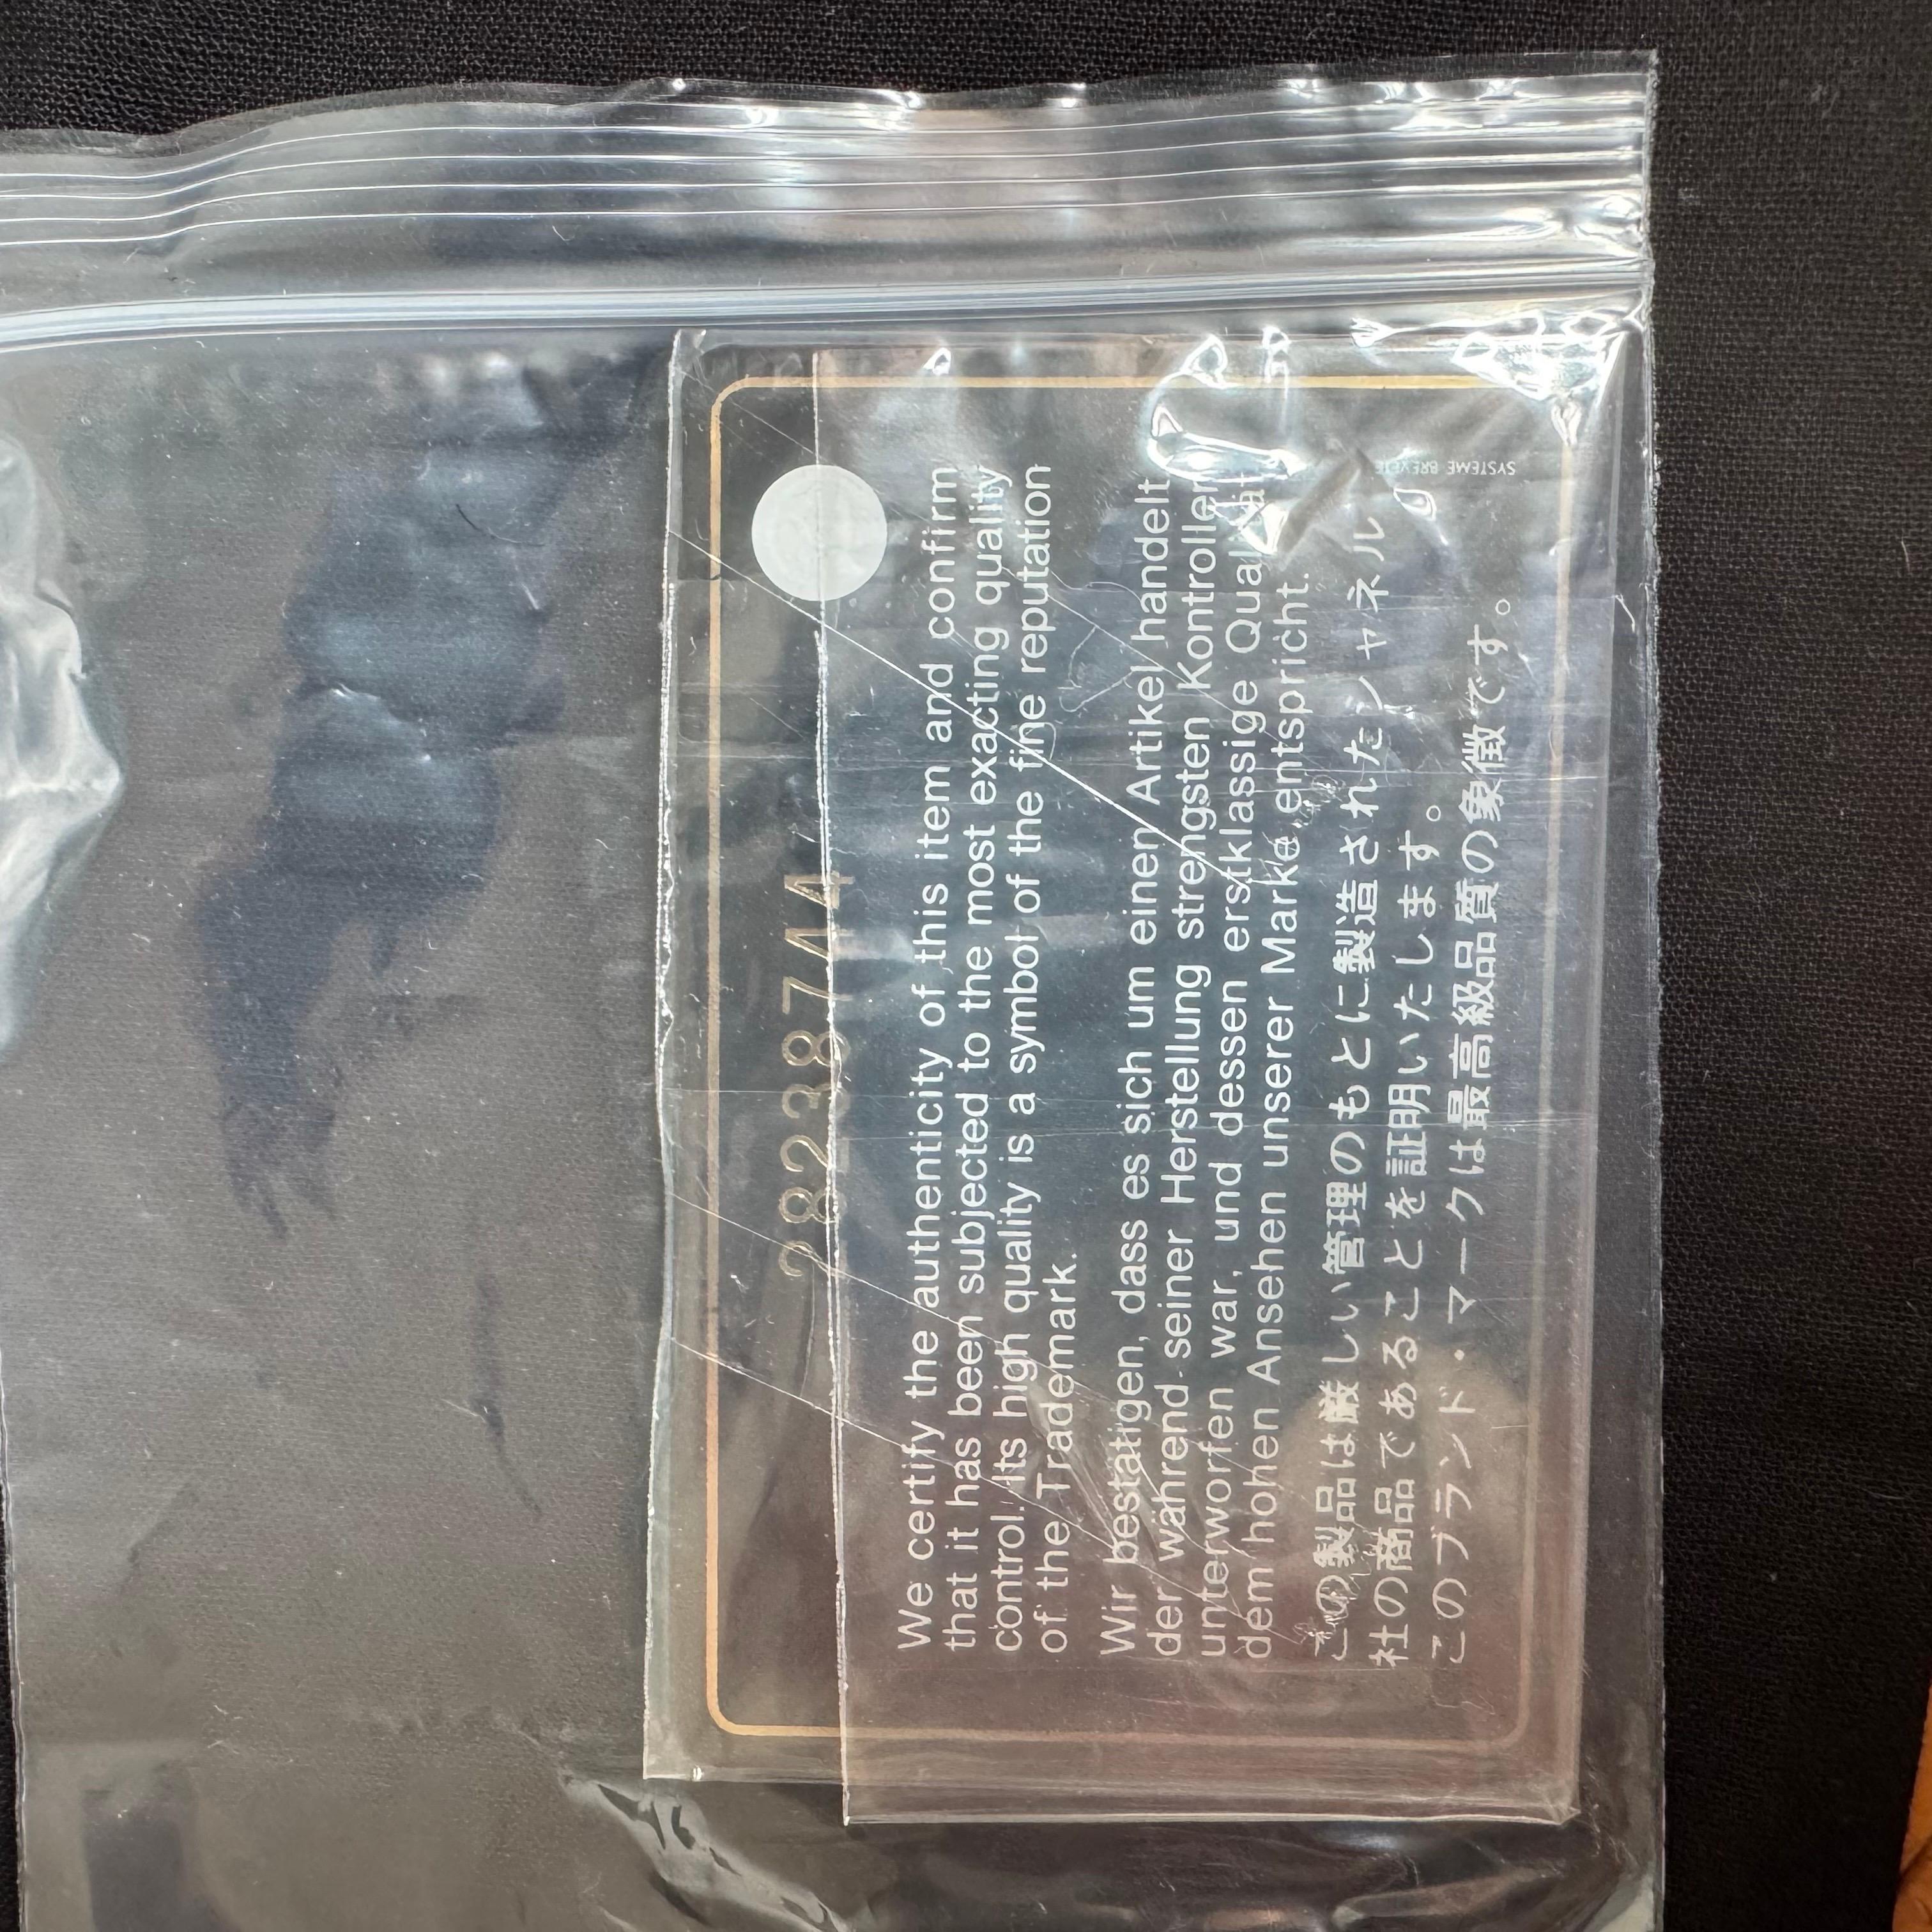 28238744
We certify the authenticity of this item and confirm
that it has been subjected to the most exacting quality
control. Its high quality is a symbol of the fine reputation
of the Trademark.
Wir bestätigen, dass es sich um einen Artikel handelt,
der während seiner Herstellung strengsten Kontrollen
unterworfen war, und dessen erstklassige Qualität
dem hohen Ansehen unserer Marke entspricht.
この製品は厳しい管理のもとに製造されたシャネル
社の商品であることを証明いたします。
このブランド・マークは最高級品質の象徴です。
SYSTEME BREVETE